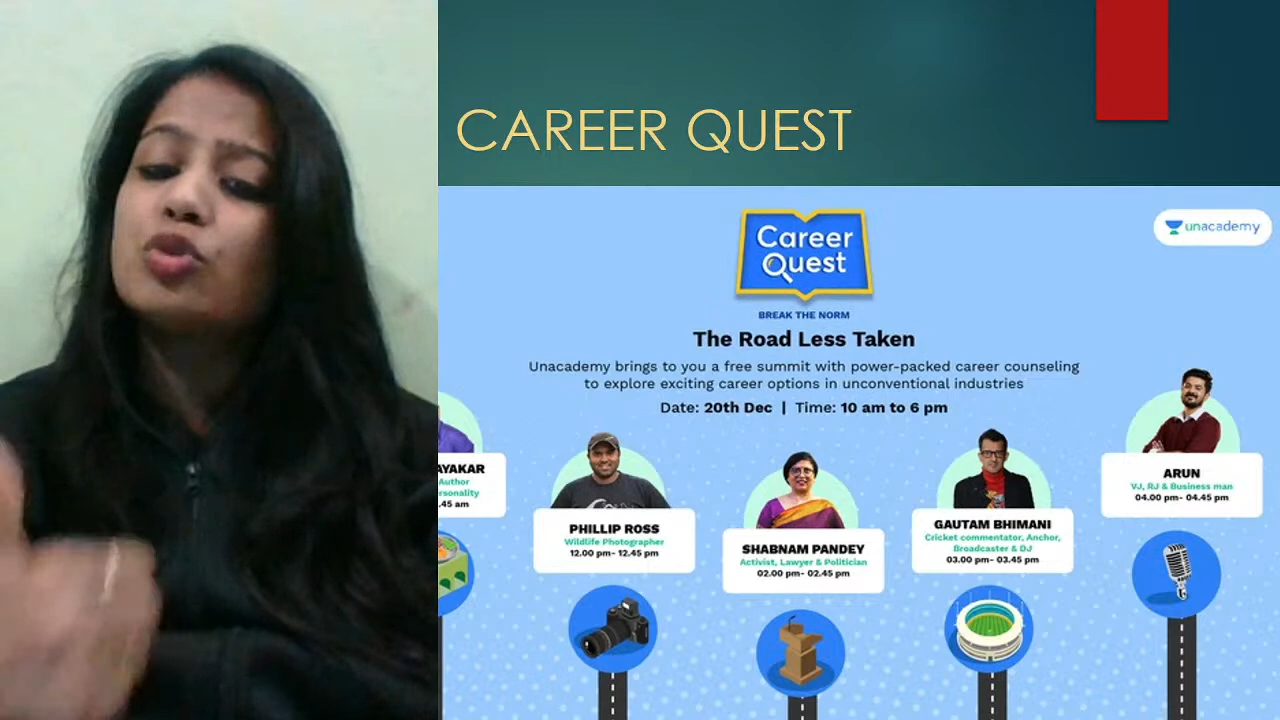 CAREER QUEST
Career
Quest
unacademy
BREAK THE NORM
The Road Less Taken
Unacademy brings to you a free summit with power-packed career counseling
to explore exciting career options in unconventional industries
Date: 20th Dec | Time: 10 am to 6 pm
AYAKAR
Author
rsonality
.45 am
PHILLIP ROSS
Wildlife Photographer
12.00 pm- 12.45 pm
SHABNAM PANDEY
Activist, Lawyer & Politician
02.00 pm- 02.45 pm
GAUTAM BHIMANI
Cricket commentator, Anchor,
Broadcaster & DJ
03.00 pm- 03.45 pm
ARUN
VJ, RJ & Business man
04.00 pm- 04.45 pm